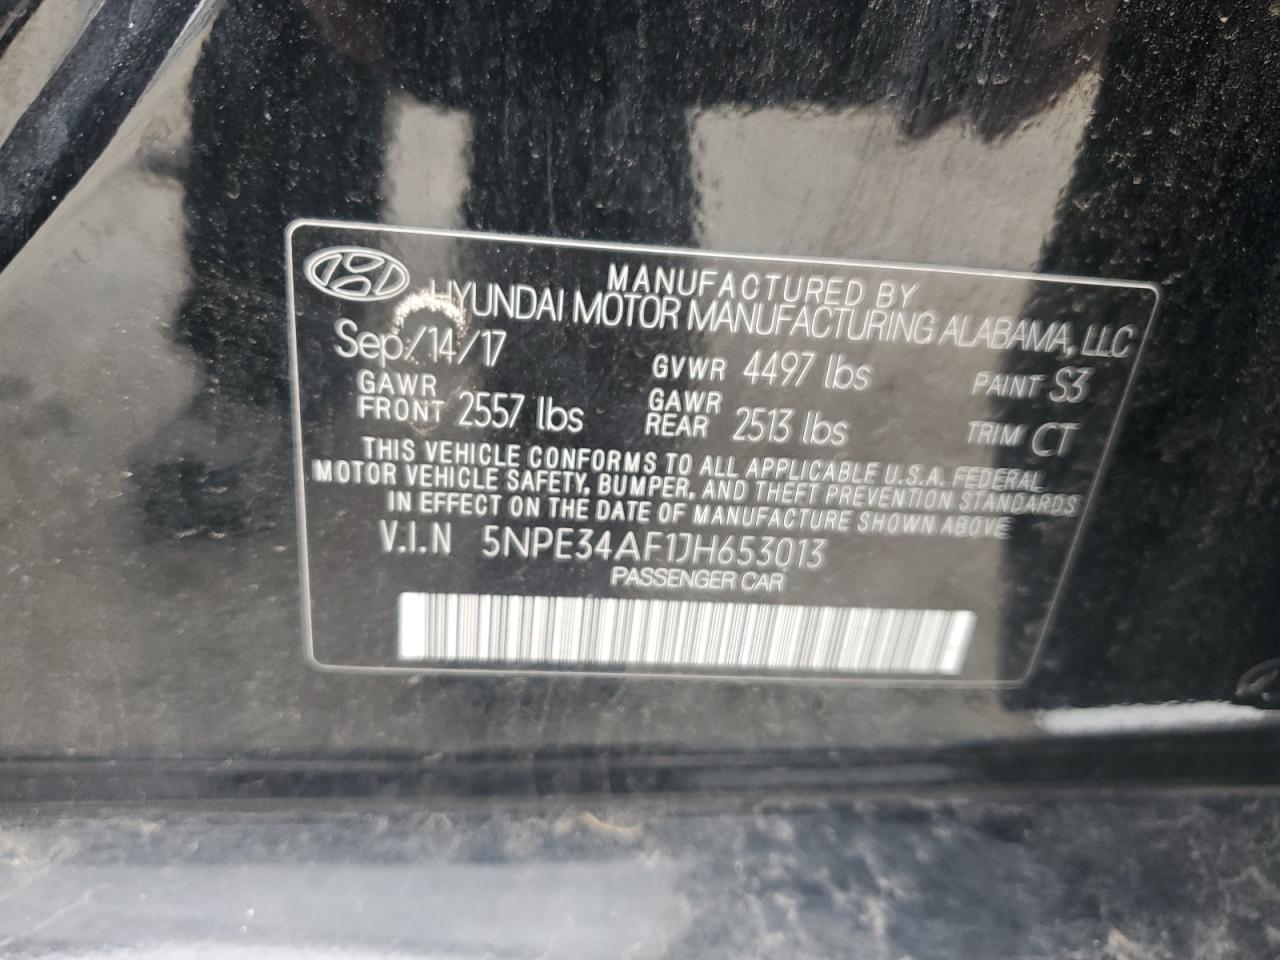 MANUFACTURED BY
HYUNDAI MOTOR MANUFACTURING ALABAMA, LLC
Sep/14/17 GVWR 4497 lbs PAINT S3
GAWR FRONT 2557 lbs GAWR REAR 2513 lbs TRIM CT
THIS VEHICLE CONFORMS TO ALL APPLICABLE U.S.A. FEDERAL
MOTOR VEHICLE SAFETY, BUMPER, AND THEFT PREVENTION STANDARDS
IN EFFECT ON THE DATE OF MANUFACTURE SHOWN ABOVE
V.I.N 5NPE34AF1JH653013
PASSENGER CAR